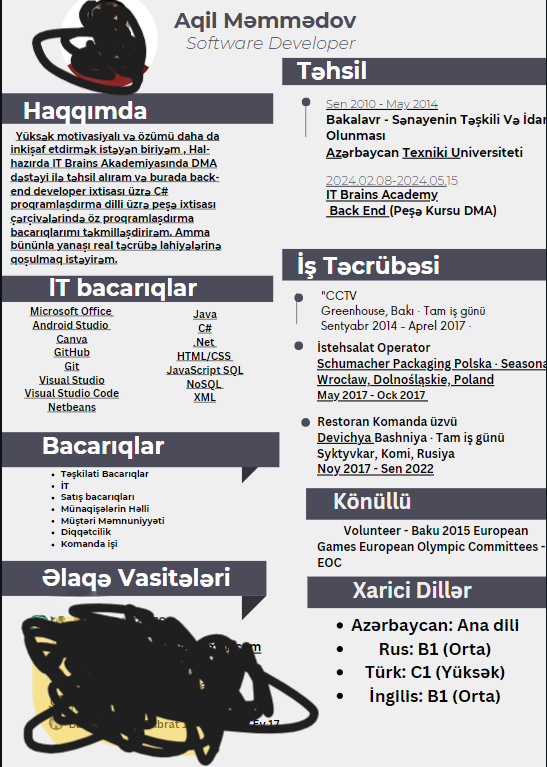 Aqil Məmmədov
Software Developer
Haqqımda
Yüksək motivasiyalı və özümü daha da
inkişaf etdirmək istəyən biriyəm , Hal-
hazırda IT Brains Akademiyasında DMA
dəstəyi ilə təhsil alıram və burada back-
end developer ixtisası üzrə C#
proqramlaşdırma dilli üzrə peşə ixtisası
çərçivələrində öz proqramlaşdırma
bacarıqlarımı təkmilləşdirirəm. Amma
bununla yanaşı real təcrübə lahiyələrinə
qoşulmaq istəyirəm.
IT bacarıqlar
Microsoft Office
Android Studio
Canva
GitHub
Git
Visual Studio
Visual Studio Code
Netbeans
Java
C#
.Net
HTML/CSS
JavaScript SQL
NoSQL
XML
Bacarıqlar
Təşkilati Bacarıqlar
İT
Satış bacarıqları
Münaqişələrin Həlli
Müştəri Məmnuniyyəti
Diqqətcilik
Komanda işi
Əlaqə Vasitələri
Təhsil
Sen 2010 - May 2014
Bakalavr - Sənayenin Təşkili Və İdar
Olunması
Azərbaycan Texniki Universiteti
2024.02.08-2024.05.15
IT Brains Academy
Back End (Peşə Kursu DMA)
İş Təcrübəsi
"CCTV
Greenhouse, Bakı · Tam iş günü
Sentyabr 2014 – Aprel 2017 ·
İstehsalat Operator
Schumacher Packaging Polska · Seasona
Wrocław, Dolnośląskie, Poland
May 2017 - Ock 2017
Restoran Komanda üzvü
Devichya Bashniya · Tam iş günü
Syktyvkar, Komi, Rusiya
Noy 2017 - Sen 2022
Könüllü
Volunteer - Baku 2015 European
Games European Olympic Committees -
EOC
Xarici Dillər
Azərbaycan: Ana dili
Rus: B1 (Orta)
Türk: C1 (Yüksək)
İngilis: B1 (Orta)